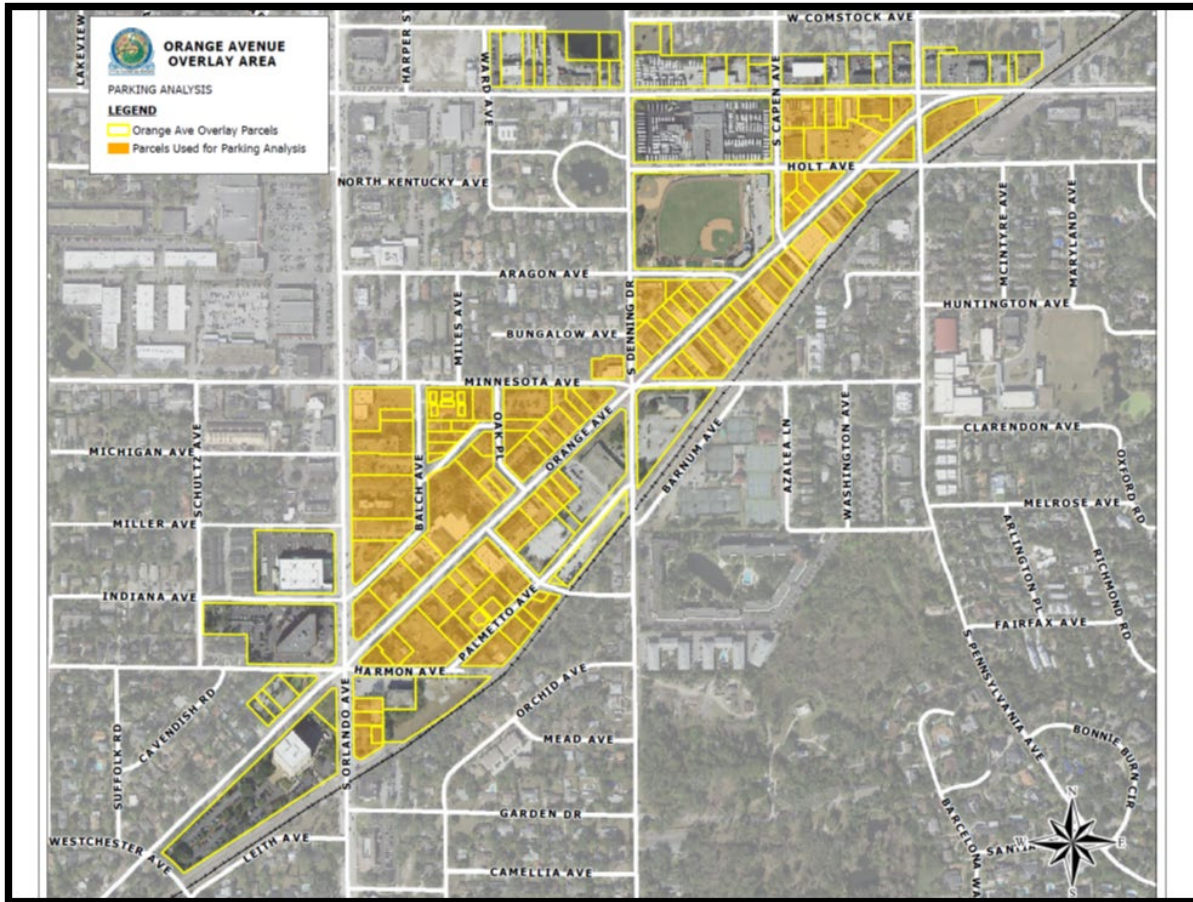 ORANGE AVENUE
OVERLAY AREA
PARKING ANALYSIS
LEGEND
Orange Ave Overlay Parcels
Parcels Used for Parking Analysis
W COMSTOCK AVE
LAKEVIEW
HARPER ST
WARD AVE
S CAPEN AVE
HOLT AVE
NORTH KENTUCKY AVE
MCINTYRE AVE
MARYLAND AVE
ARAGON AVE
MILES AVE
S DENNING DR
HUNTINGTON AVE
BUNGALOW AVE
MINNESOTA AVE
OAK PL
ORANGE AVE
BARNUM AVE
AZALEA LN
WASHINGTON AVE
CLARENDON AVE
OXFORD RD
MICHIGAN AVE
SCHULTZ AVE
BALCH AVE
MELROSE AVE
MILLER AVE
ARLINGTON PL
RICHMOND RD
INDIANA AVE
PALMETTO AVE
FAIRFAX AVE
HARMON AVE
S PENNSYLVANIA AVE
CAVENDISH RD
SUFFOLK RD
S ORLANDO AVE
ORCHID AVE
MEAD AVE
BONNIE BURN CIR
BARCELONA WA
GARDEN DR
WESTCHESTER AVE
LEITH AVE
CAMELLIA AVE
N
W
E
S